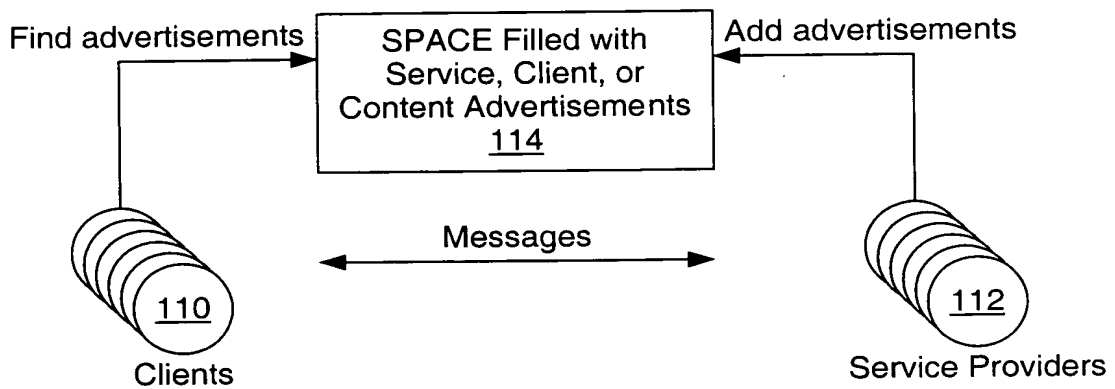 Find advertisements
SPACE Filled with
Service, Client, or
Content Advertisements
114
Add advertisements
Messages
110
Clients
112
Service Providers